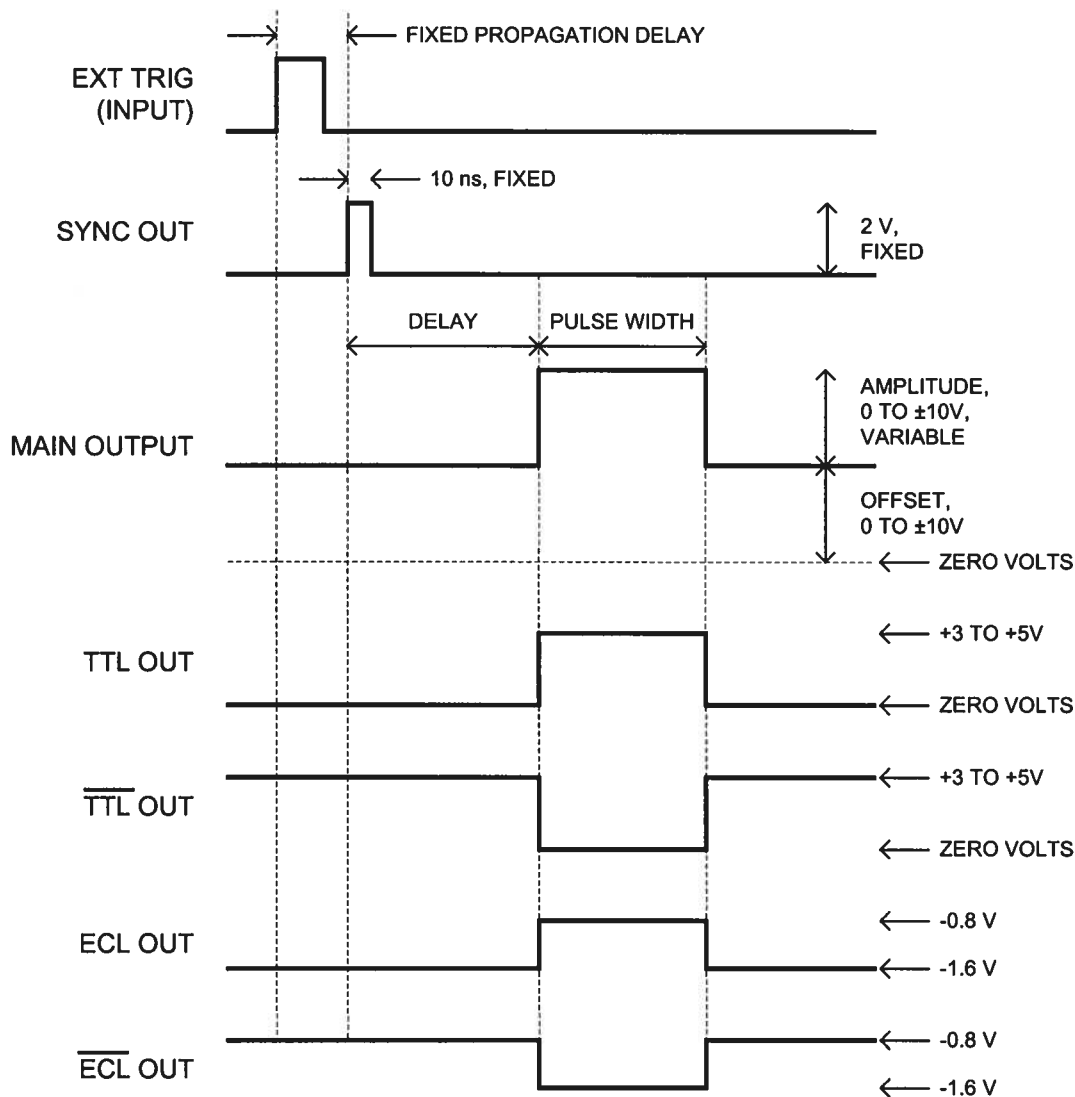 FIXED PROPAGATION DELAY
EXT TRIG
(INPUT)
10 ns, FIXED
SYNC OUT
2 V,
FIXED
DELAY
PULSE WIDTH
AMPLITUDE,
0 TO ±10V,
VARIABLE
MAIN OUTPUT
OFFSET,
0 TO ±10V
ZERO VOLTS
+3 TO +5V
TTL OUT
ZERO VOLTS
+3 TO +5V
TTL OUT
ZERO VOLTS
-0.8 V
ECL OUT
-1.6 V
-0.8 V
ECL OUT
-1.6 V